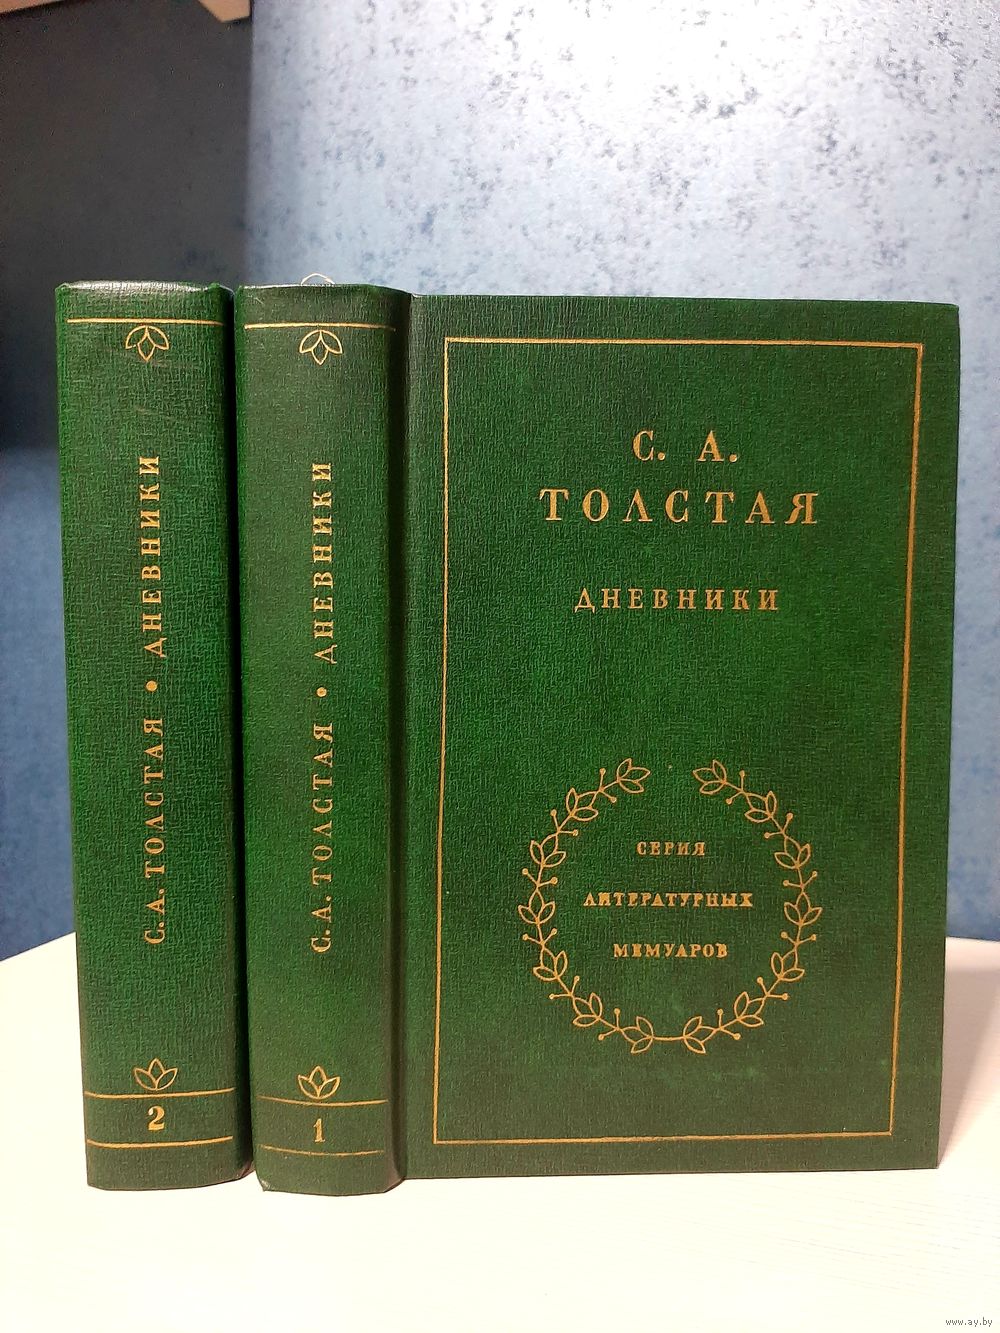 С. А. ТОЛСТАЯ • ДНЕВНИКИ
2
С. А. ТОЛСТАЯ • ДНЕВНИКИ
1
С. А.
ТОЛСТАЯ
ДНЕВНИКИ
СЕРИЯ
ЛИТЕРАТУРНЫХ
МЕМУАРОВ
www.ay.by